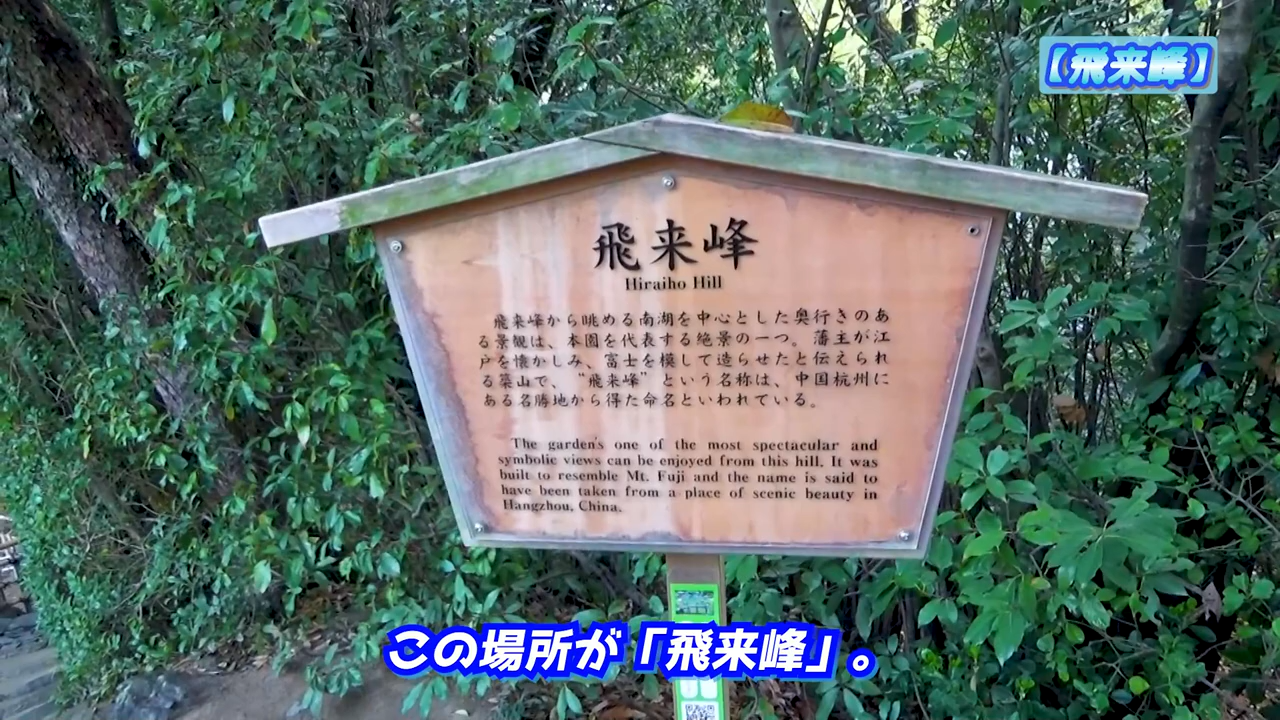 【飛来峰】
飛来峰
Hiraiho Hill
飛来峰から眺める南湖を中心とした奥行きのあ
る景観は、本園を代表する絶景の一つ。藩主が江
戸を懐かしみ、富士を模して造らせたと伝えられ
る築山で、“飛来峰”という名称は、中国杭州に
ある名勝地から得た命名といわれている。
The garden's one of the most spectacular and
symbolic views can be enjoyed from this hill. It was
built to resemble Mt. Fuji and the name is said to
have been taken from a place of scenic beauty in
Hangzhou, China.
この場所が「飛来峰」。